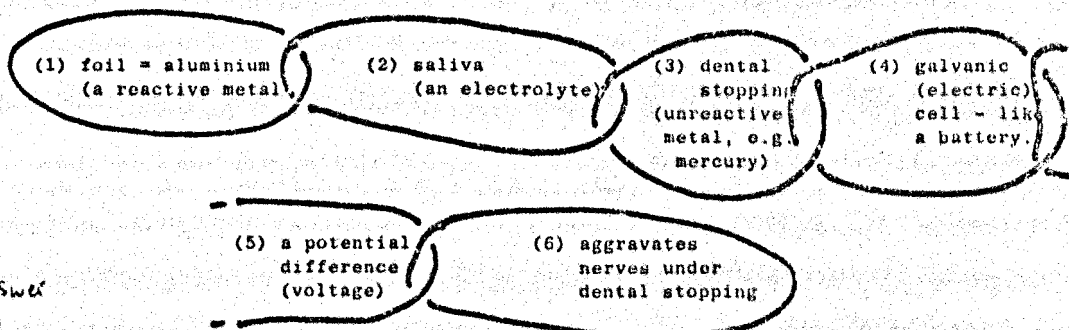 (1) foil = aluminium
(a reactive metal
(2) saliva
(an electrolyte)
(3) dental
stopping
(unreactive
metal, e.g.
mercury)
(4) galvanic
(electric)
cell - like
a battery.
(5) a potential
difference
(voltage)
(6) aggravates
nerves under
dental stopping
swer